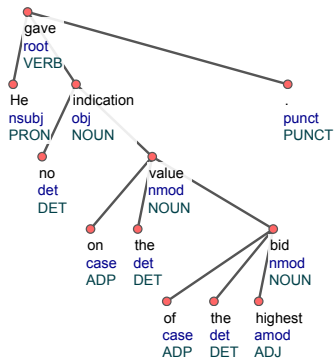 gave
root
VERB
He
nsubj
PRON
indication
obj
NOUN
.
punct
PUNCT
no
det
DET
value
nmod
NOUN
on
case
ADP
the
det
DET
bid
nmod
NOUN
of
case
ADP
the
det
DET
highest
amod
ADJ